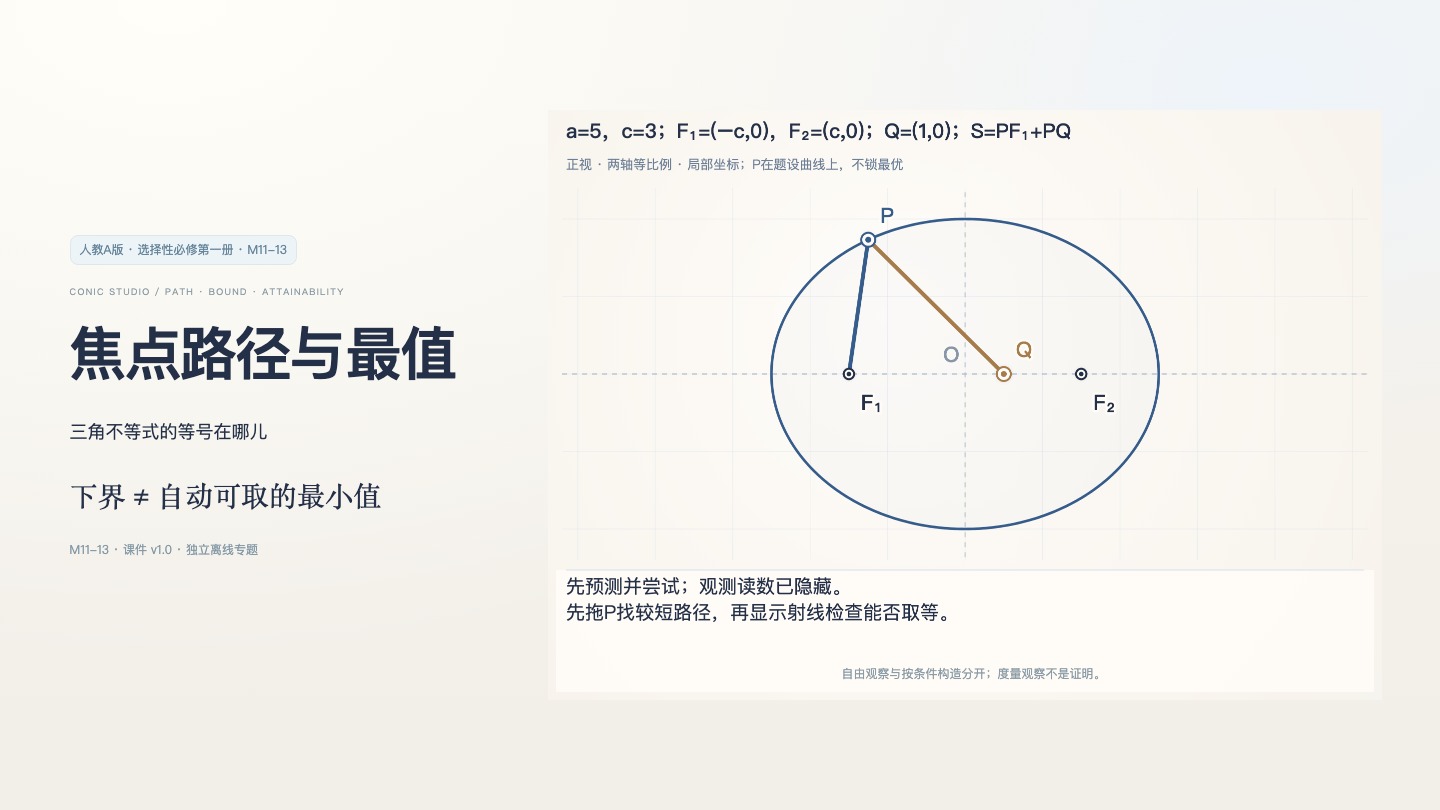 人教A版 · 选择性必修第一册 · M11–13
CONIC STUDIO / PATH · BOUND · ATTAINABILITY
焦点路径与最值
三角不等式的等号在哪儿
下界 ≠ 自动可取的最小值
M11–13 · 课件 v1.0 · 独立离线专题
a=5，c=3；F₁=(−c,0)，F₂=(c,0)；Q=(1,0)；S=PF₁+PQ
正视 · 两轴等比例 · 局部坐标；P在题设曲线上，不锁最优
P
O
Q
F₁
F₂
先预测并尝试；观测读数已隐藏。
先拖P找较短路径，再显示射线检查能否取等。
自由观察与按条件构造分开；度量观察不是证明。